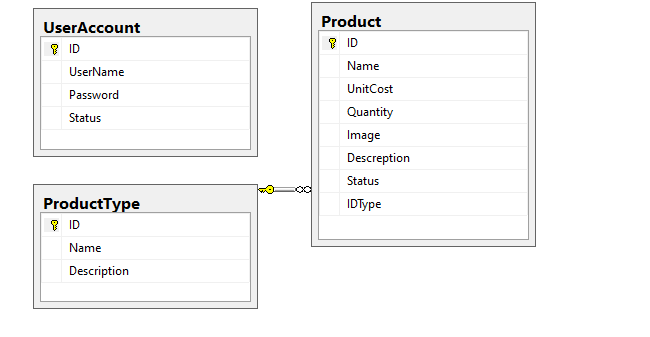 UserAccount
ID
UserName
Password
Status
Product
ID
Name
UnitCost
Quantity
Image
Descreption
Status
IDType
ProductType
ID
Name
Description